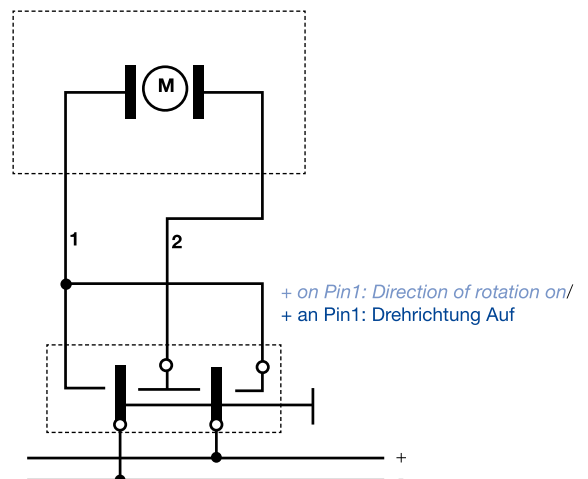 M
1
2
+ on Pin1: Direction of rotation on/
+ an Pin1: Drehrichtung Auf
+